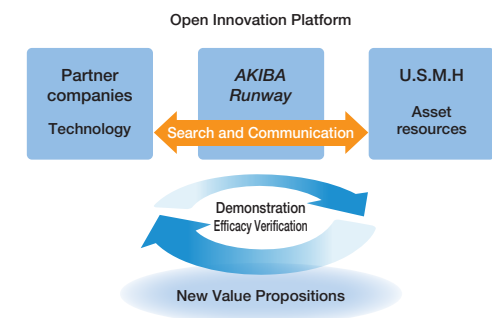 Open Innovation Platform
Partner
companies
Technology
AKIBA
Runway
U.S.M.H
Asset
resources
Search and Communication
Demonstration
Efficacy Verification
New Value Propositions